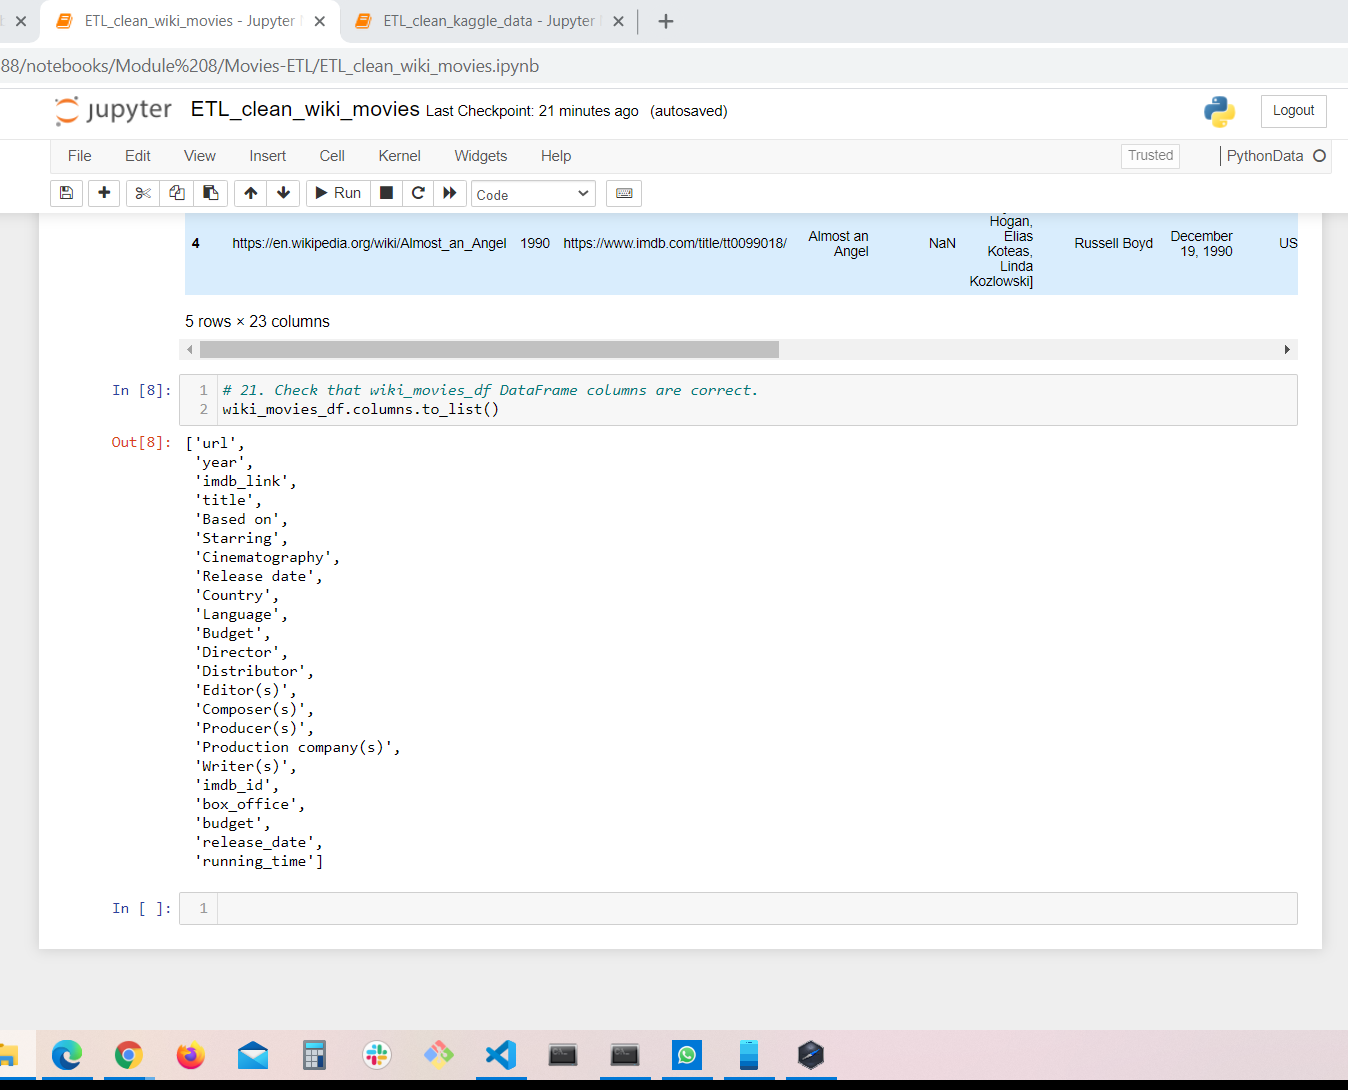 ETL_clean_wiki_movies - Jupyter
ETL_clean_kaggle_data - Jupyter
88/notebooks/Module%208/Movies-ETL/ETL_clean_wiki_movies.ipynb
jupyter ETL_clean_wiki_movies Last Checkpoint: 21 minutes ago (autosaved)
Logout
File Edit View Insert Cell Kernel Widgets Help
Trusted
PythonData
Run
Code
4 https://en.wikipedia.org/wiki/Almost_an_Angel 1990 https://www.imdb.com/title/tt0099018/ Almost an Angel NaN Hogan, Elias Koteas, Linda Kozlowski] Russell Boyd December 19, 1990 US
5 rows × 23 columns
In [8]: 1 # 21. Check that wiki_movies_df DataFrame columns are correct.
2 wiki_movies_df.columns.to_list()
Out[8]: ['url',
'year',
'imdb_link',
'title',
'Based on',
'Starring',
'Cinematography',
'Release date',
'Country',
'Language',
'Budget',
'Director',
'Distributor',
'Editor(s)',
'Composer(s)',
'Producer(s)',
'Production company(s)',
'Writer(s)',
'imdb_id',
'box_office',
'budget',
'release_date',
'running_time']
In [ ]: 1